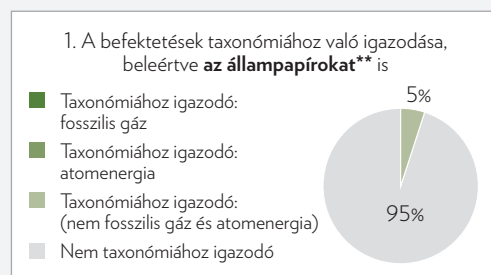 1. A befektetések taxonómiához való igazodása,
beleértve az állampapírokat** is
Taxonómiához igazodó:
fosszilis gáz
Taxonómiához igazodó:
atomenergia
Taxonómiához igazodó:
(nem fosszilis gáz és atomenergia)
Nem taxonómiához igazodó
5%
95%